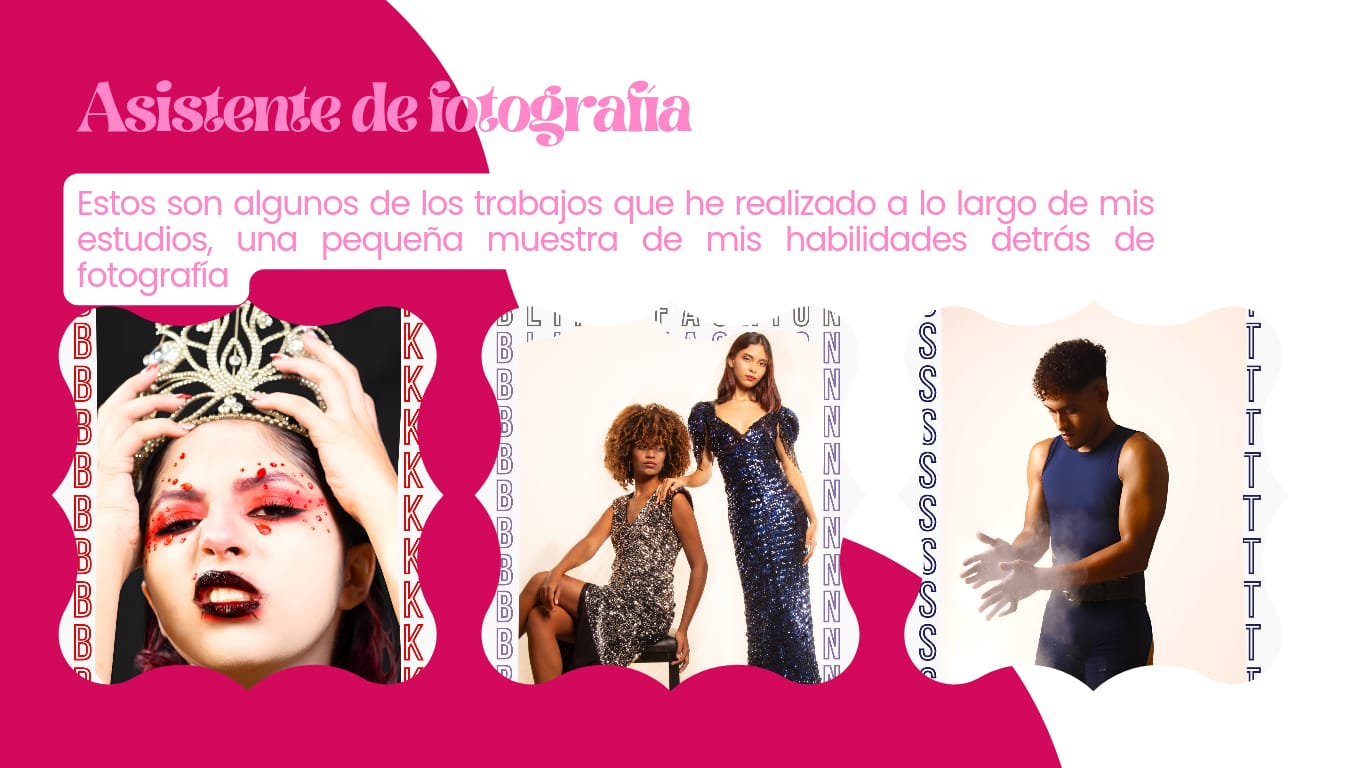 Asistente de fotografía
Estos son algunos de los trabajos que he realizado a lo largo de mis
estudios, una pequeña muestra de mis habilidades detrás de
fotografía
B K
B K
B K
B K
B K
B K
B K
B K
B N
B N
B N
B N
B N
B N
B N
B N
S T
S T
S T
S T
S T
S T
S T
S T